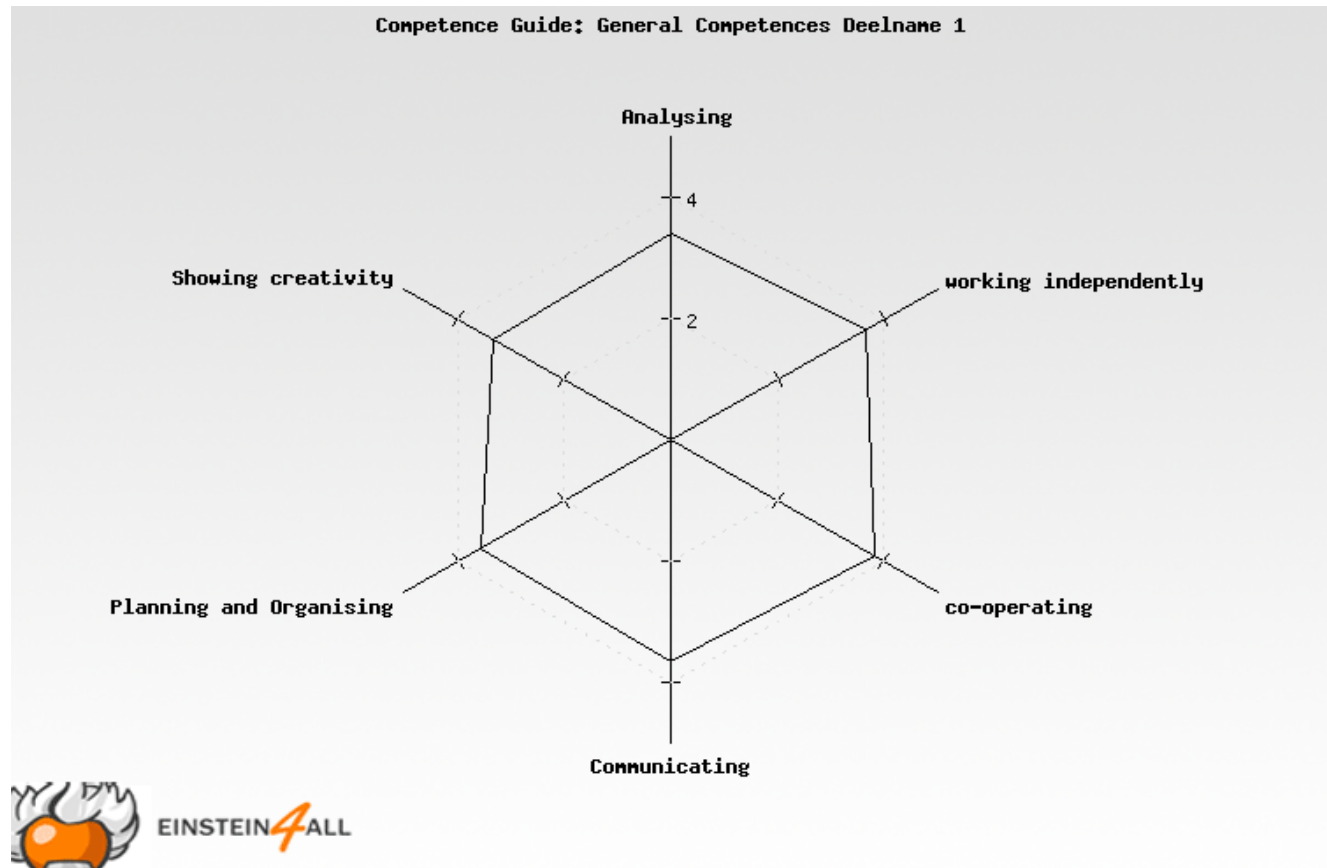 Competence Guide: General Competences Deelname 1
Analysing
4
Showing creativity
working independently
2
Planning and Organising
co-operating
Communicating
EINSTEIN4ALL